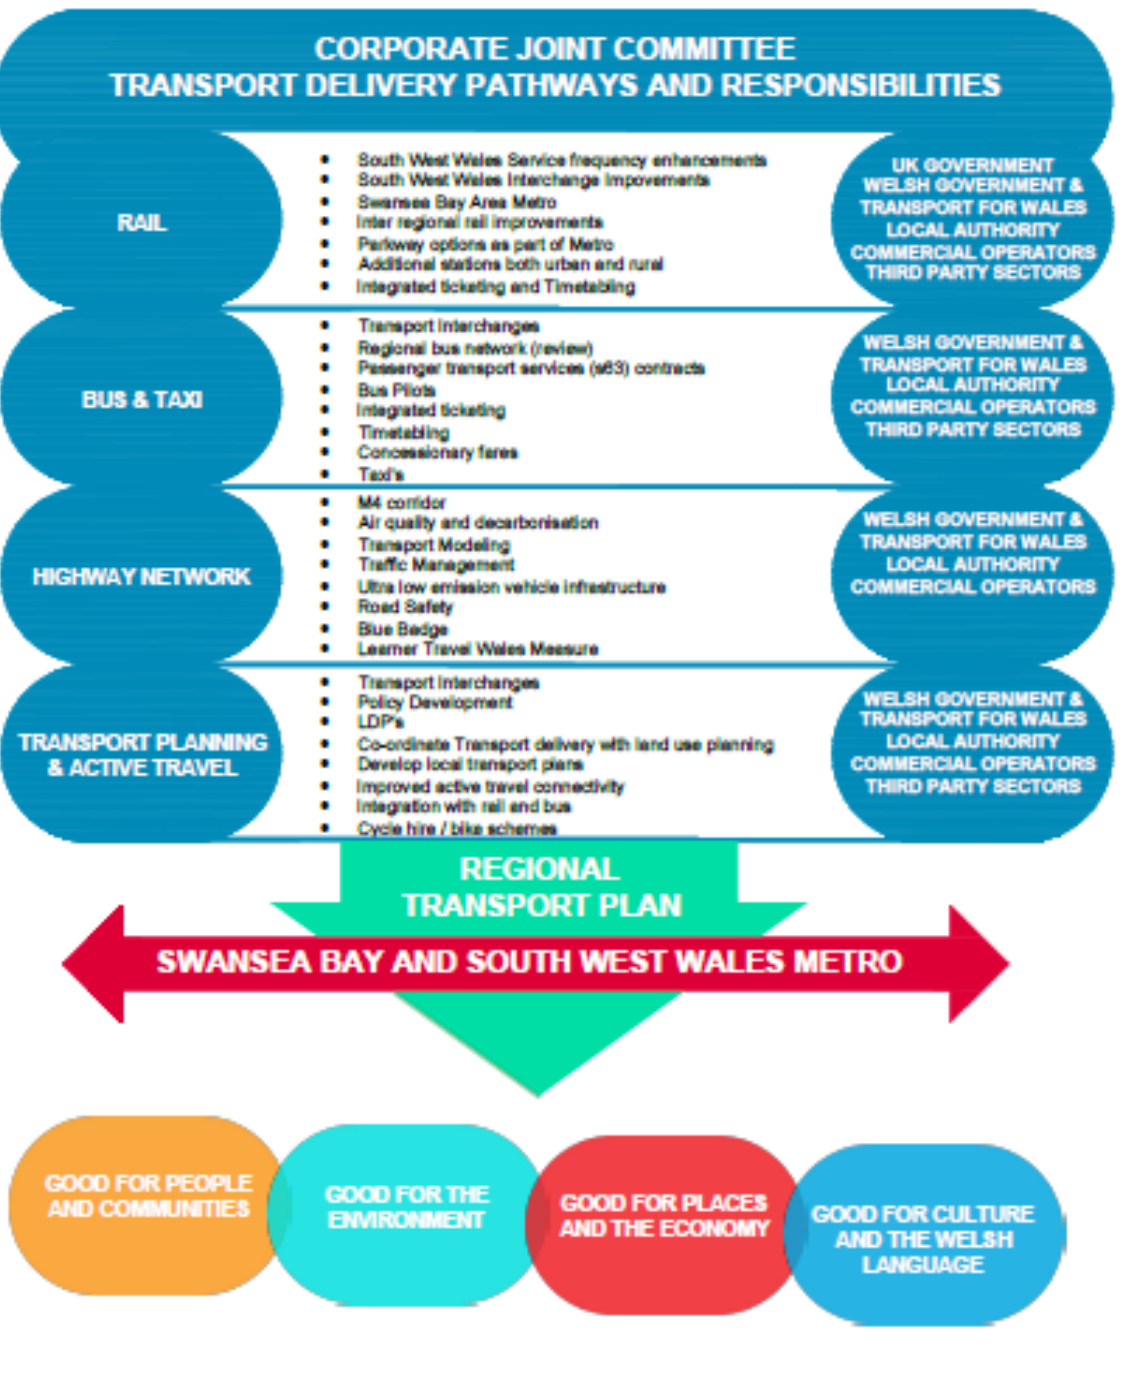 CORPORATE JOINT COMMITTEE
TRANSPORT DELIVERY PATHWAYS AND RESPONSIBILITIES
RAIL
• South West Wales Service frequency enhancements
• South West Wales Interchange Impovements
• Swansea Bay Area Metro
• Inter regional rail improvements
• Parkway options as part of Metro
• Additional stations both urban and rural
• Integrated ticketing and Timetabling
UK GOVERNMENT
WELSH GOVERNMENT &
TRANSPORT FOR WALES
LOCAL AUTHORITY
COMMERCIAL OPERATORS
THIRD PARTY SECTORS
BUS & TAXI
• Transport Interchanges
• Regional bus network (review)
• Passenger transport services (s63) contracts
• Bus Pilots
• Integrated ticketing
• Timetabling
• Concessionary fares
• Taxi's
WELSH GOVERNMENT &
TRANSPORT FOR WALES
LOCAL AUTHORITY
COMMERCIAL OPERATORS
THIRD PARTY SECTORS
HIGHWAY NETWORK
• M4 corridor
• Air quality and decarbonisation
• Transport Modeling
• Traffic Management
• Ultra low emission vehicle infrastructure
• Road Safety
• Blue Badge
• Learner Travel Wales Measure
WELSH GOVERNMENT &
TRANSPORT FOR WALES
LOCAL AUTHORITY
COMMERCIAL OPERATORS
TRANSPORT PLANNING
& ACTIVE TRAVEL
• Transport Interchanges
• Policy Development
• LDP's
• Co-ordinate Transport delivery with land use planning
• Develop local transport plans
• Improved active travel connectivity
• Integration with rail and bus
• Cycle hire / bike schemes
WELSH GOVERNMENT &
TRANSPORT FOR WALES
LOCAL AUTHORITY
COMMERCIAL OPERATORS
THIRD PARTY SECTORS
REGIONAL
TRANSPORT PLAN
SWANSEA BAY AND SOUTH WEST WALES METRO
GOOD FOR PEOPLE
AND COMMUNITIES
GOOD FOR THE
ENVIRONMENT
GOOD FOR PLACES
AND THE ECONOMY
GOOD FOR CULTURE
AND THE WELSH
LANGUAGE